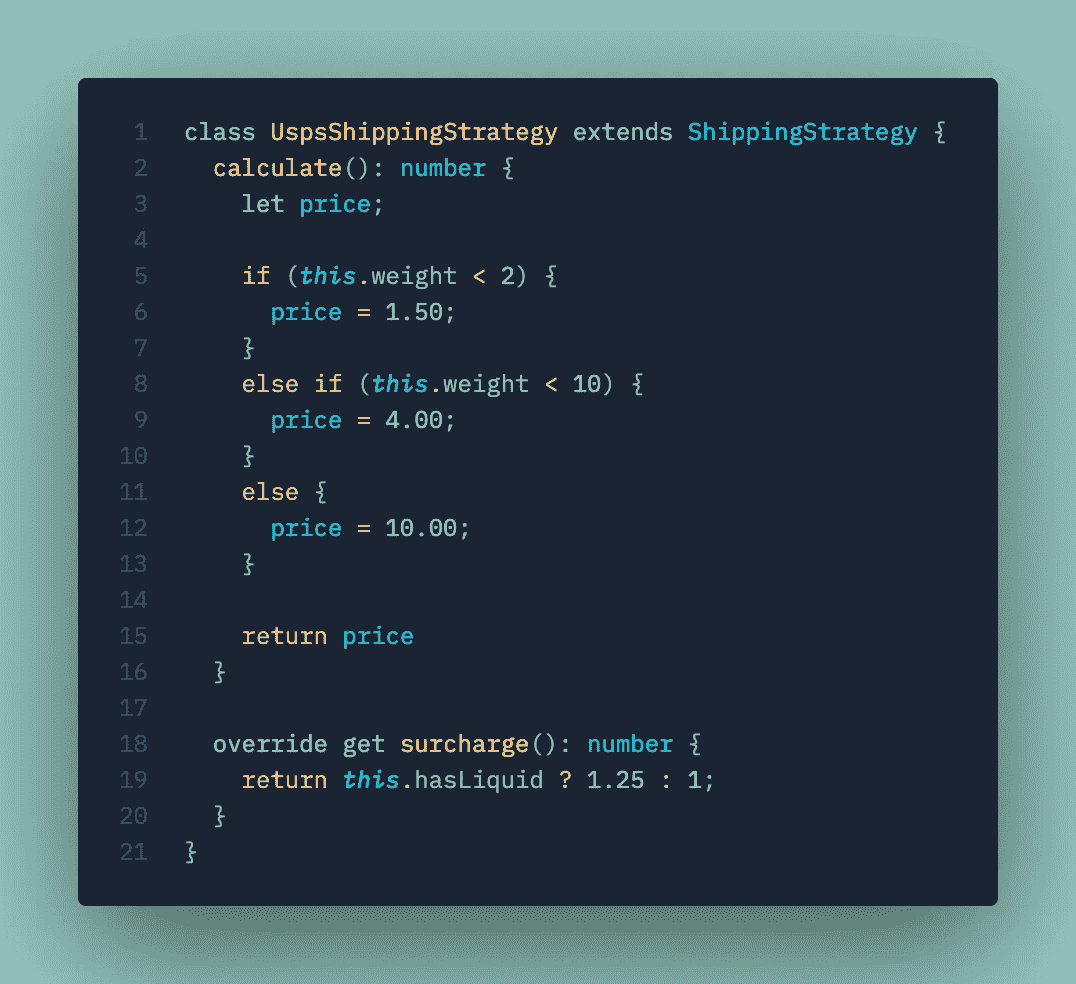 1 class UspsShippingStrategy extends ShippingStrategy {
2   calculate(): number {
3     let price;
4
5     if (this.weight < 2) {
6       price = 1.50;
7     }
8     else if (this.weight < 10) {
9       price = 4.00;
10     }
11     else {
12       price = 10.00;
13     }
14
15     return price
16   }
17
18   override get surcharge(): number {
19     return this.hasLiquid ? 1.25 : 1;
20   }
21 }